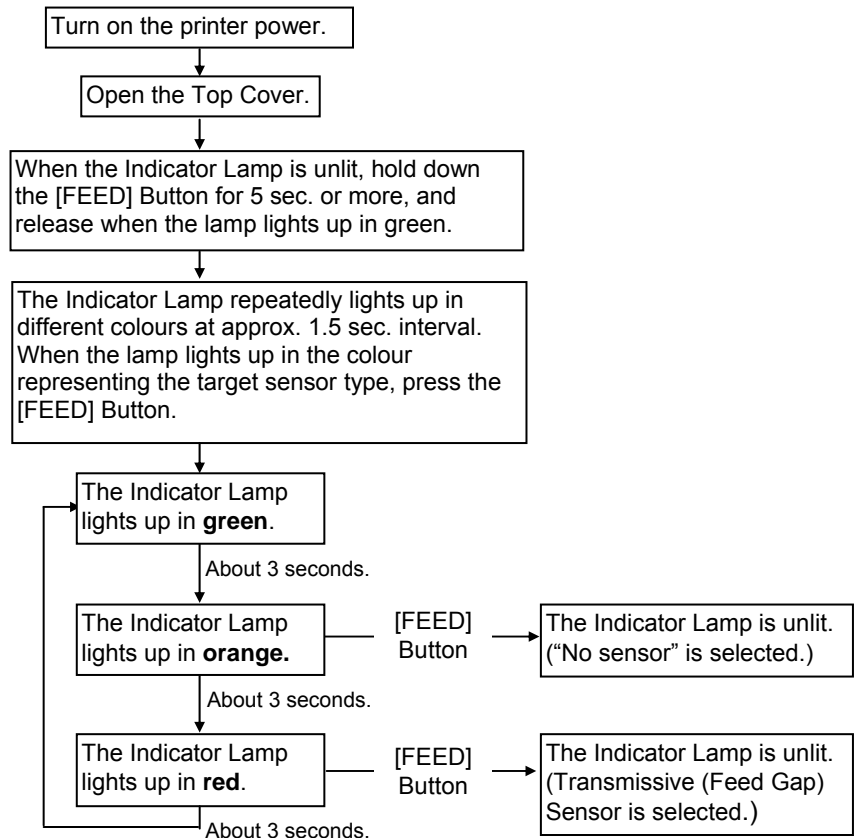 Turn on the printer power.
Open the Top Cover.
When the Indicator Lamp is unlit, hold down
the [FEED] Button for 5 sec. or more, and
release when the lamp lights up in green.
The Indicator Lamp repeatedly lights up in
different colours at approx. 1.5 sec. interval.
When the lamp lights up in the colour
representing the target sensor type, press the
[FEED] Button.
The Indicator Lamp
lights up in green.
About 3 seconds.
The Indicator Lamp
lights up in orange.
[FEED]
Button
The Indicator Lamp is unlit.
(“No sensor” is selected.)
About 3 seconds.
The Indicator Lamp
lights up in red.
[FEED]
Button
The Indicator Lamp is unlit.
(Transmissive (Feed Gap)
Sensor is selected.)
About 3 seconds.